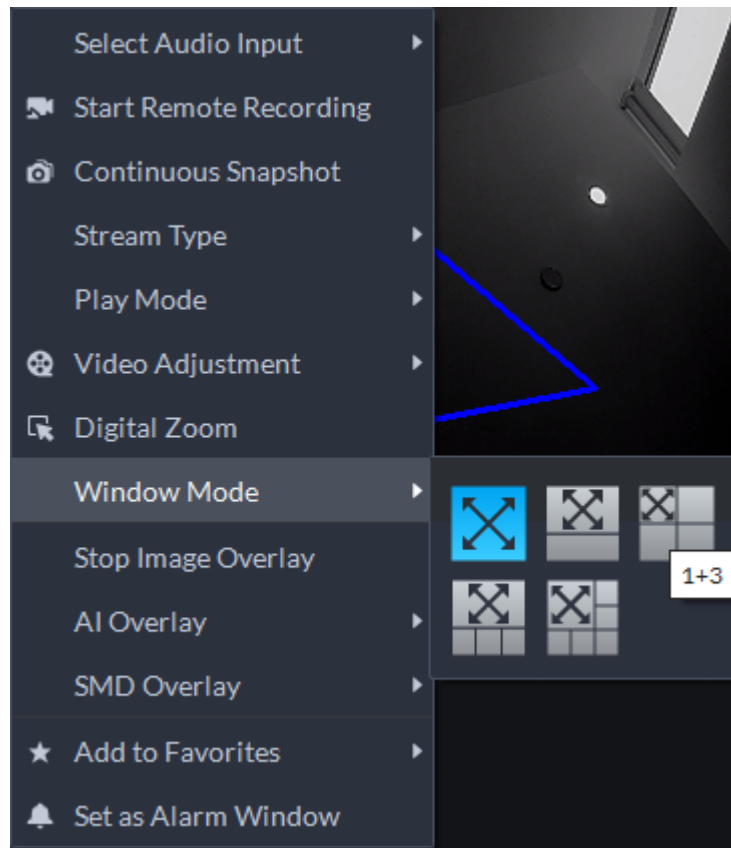 Select Audio Input
Start Remote Recording
Continuous Snapshot
Stream Type
Play Mode
Video Adjustment
Digital Zoom
Window Mode
1+3
Stop Image Overlay
AI Overlay
SMD Overlay
Add to Favorites
Set as Alarm Window